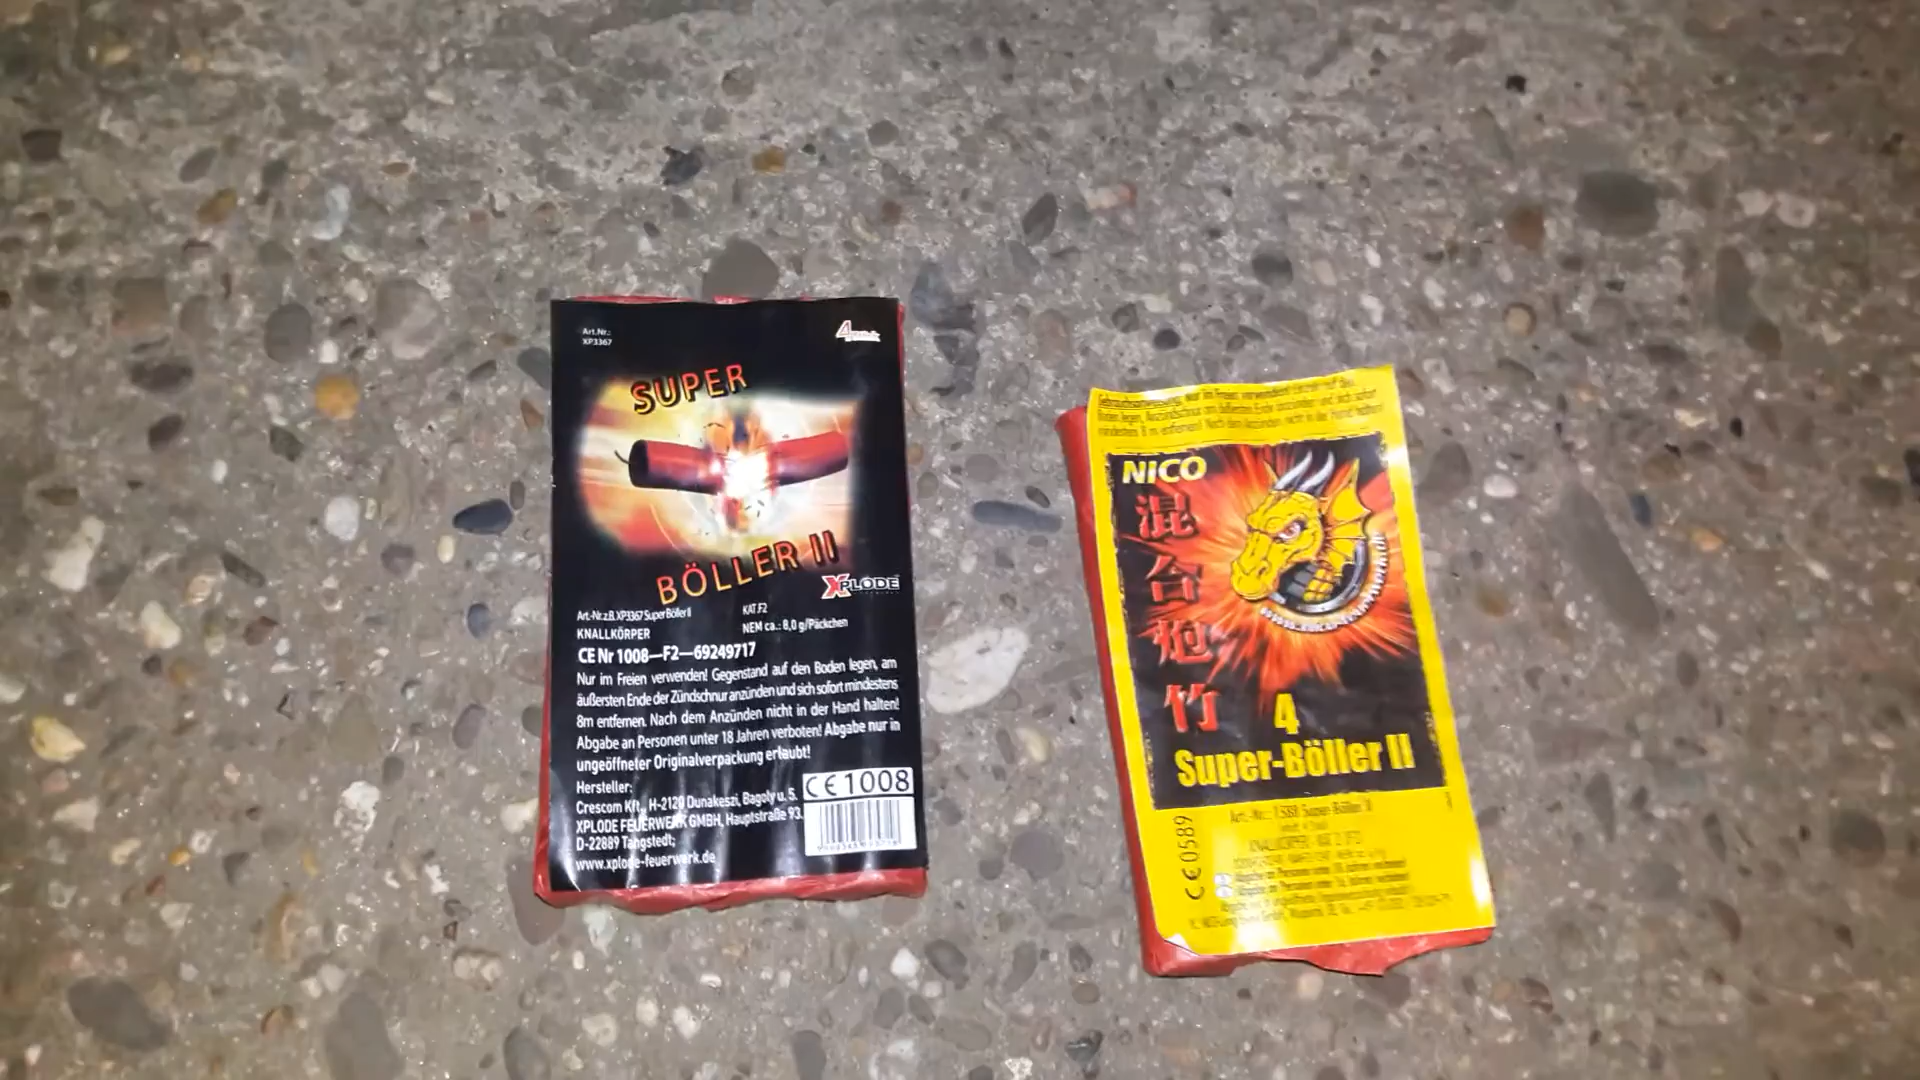 Art.Nr.:
XP3367
4
SUPER
BÖLLER II
XPLODE
Art.-Nr.z.B.XP3367 Super Böller II
KAT.F2
KNALLKÖRPER
NEM ca.: 8,0 g/Päckchen
CE Nr 1008—F2—69249717
Nur im Freien verwenden! Gegenstand auf den Boden legen, am
äußersten Ende der Zündschnur anzünden und sich sofort mindestens
8m entfernen. Nach dem Anzünden nicht in der Hand halten!
Abgabe an Personen unter 18 Jahren verboten! Abgabe nur in
ungeöffneter Originalverpackung erlaubt!
Hersteller:
Crescom Kft., H-2120 Dunakeszi, Bagoly u. 5.
XPLODE FEUERWERK GMBH, Hauptstraße 93.
D-22889 Tangstedt;
www.xplode-feuerwerk.de
CE 1008
NICO
混
合
炮
竹
4
Super-Böller II
CE 0589
Super-Böller II
KNALLKÖRPER